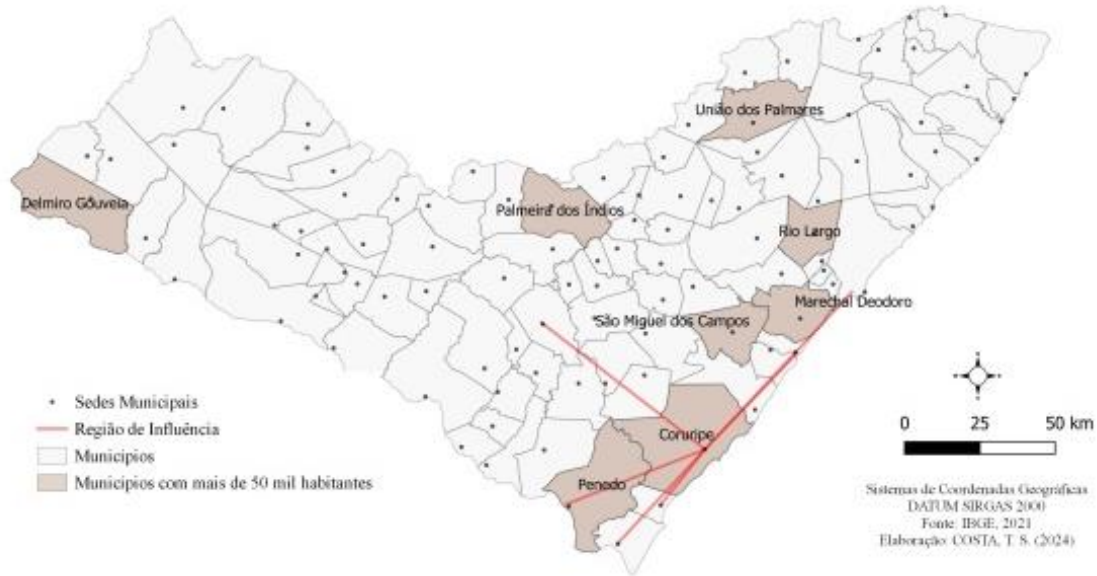 União dos Palmares
Delmiro Gouveia
Palmeira dos Índios
Rio Largo
Marechal Deodoro
São Miguel dos Campos
Coruripe
Penedo
Sedes Municipais
Região de Influência
Municípios
Municípios com mais de 50 mil habitantes
0 25 50 km
Sistemas de Coordenadas Geográficas
DATUM SIRGAS 2000
Fonte: IBGE, 2021
Elaboração: COSTA, T. S. (2024)